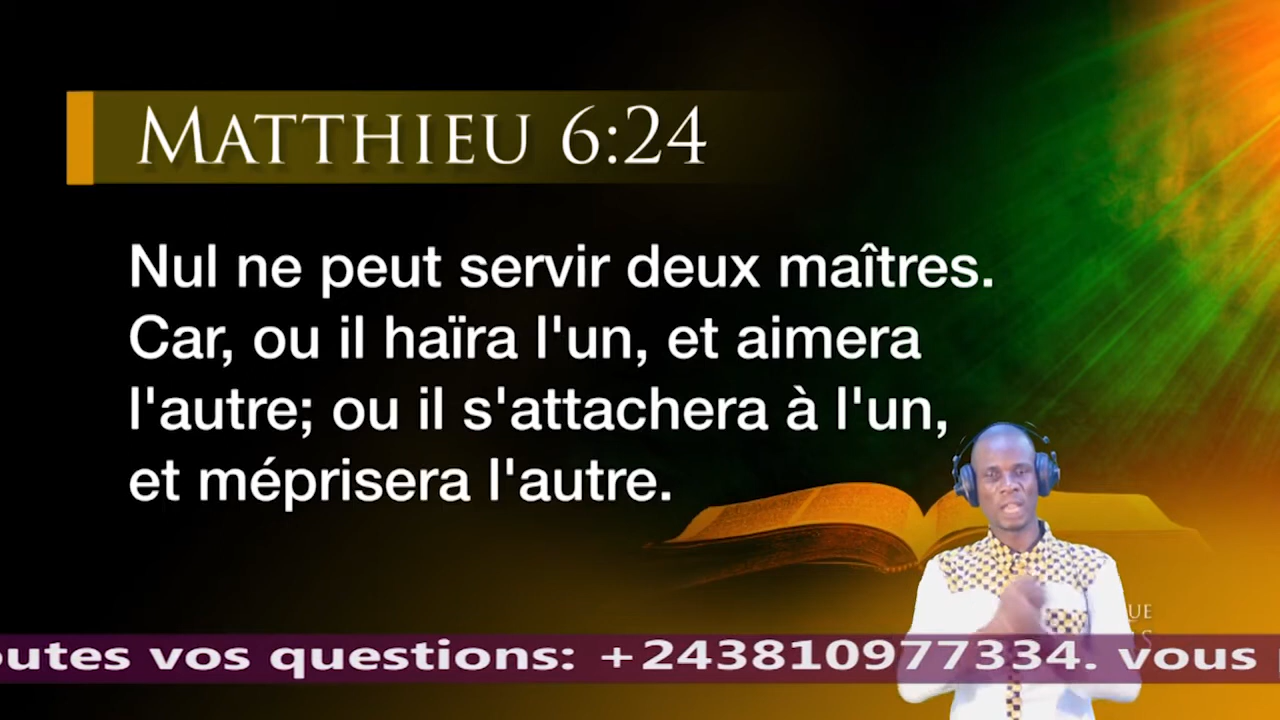 MATTHIEU 6:24
Nul ne peut servir deux maîtres.
Car, ou il haïra l'un, et aimera
l'autre; ou il s'attachera à l'un,
et méprisera l'autre.
vos questions: +243810977334. vous